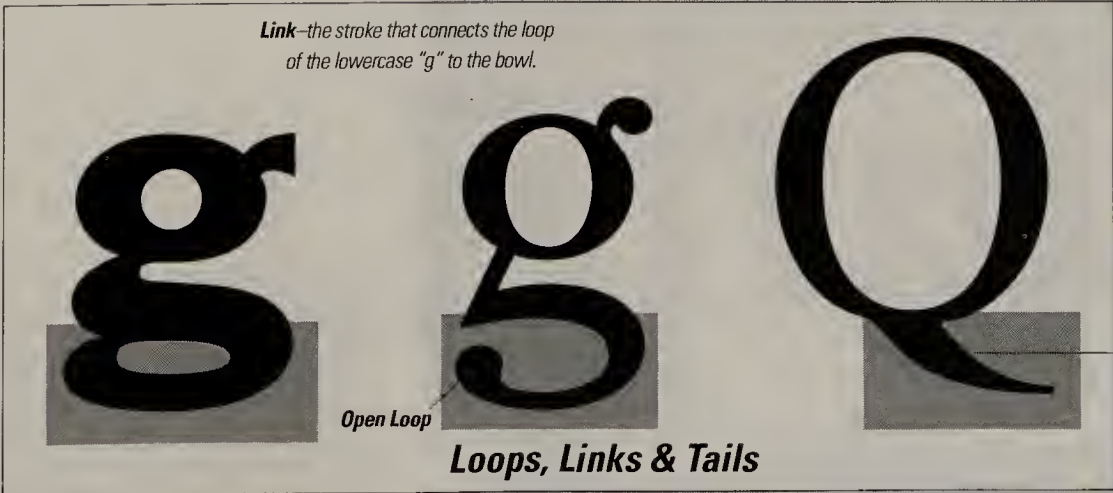 Link–the stroke that connects the loop
of the lowercase "g" to the bowl.
g g Q
Open Loop
Loops, Links & Tails